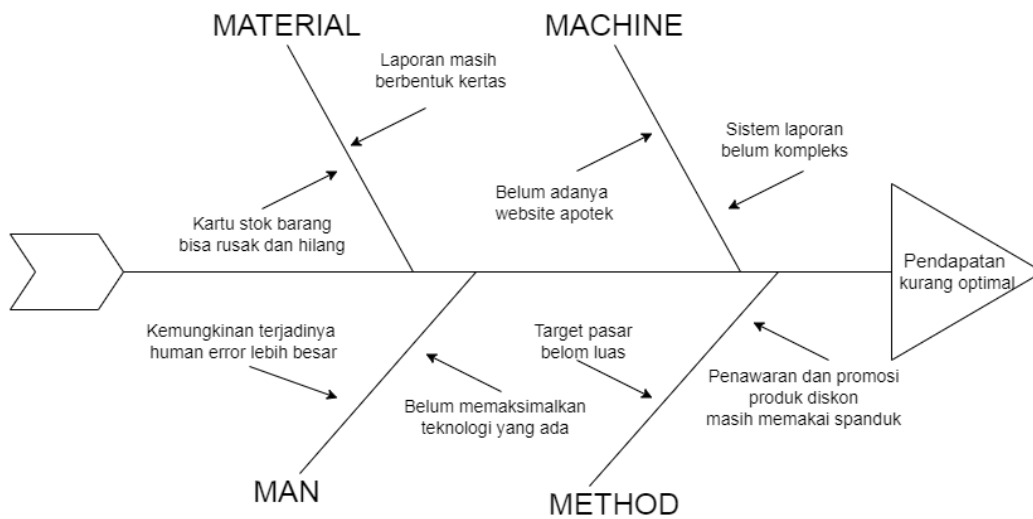 MATERIAL
MACHINE
Laporan masih
berbentuk kertas
Sistem laporan
belum kompleks
Kartu stok barang
bisa rusak dan hilang
Belum adanya
website apotek
Pendapatan
kurang optimal
Kemungkinan terjadinya
human error lebih besar
Target pasar
belom luas
Belum memaksimalkan
teknologi yang ada
Penawaran dan promosi
produk diskon
masih memakai spanduk
MAN
METHOD